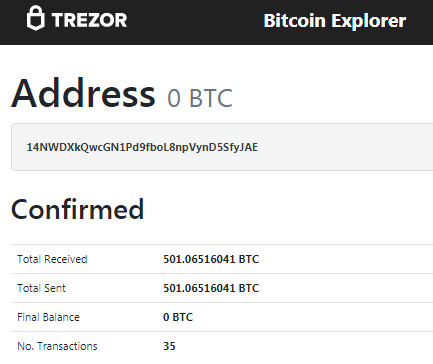 TREZOR Bitcoin Explorer
Address 0 BTC
14NWDXkQwcGN1Pd9fboL8npVynD5SfyJAE
Confirmed
Total Received 501.06516041 BTC
Total Sent 501.06516041 BTC
Final Balance 0 BTC
No. Transactions 35